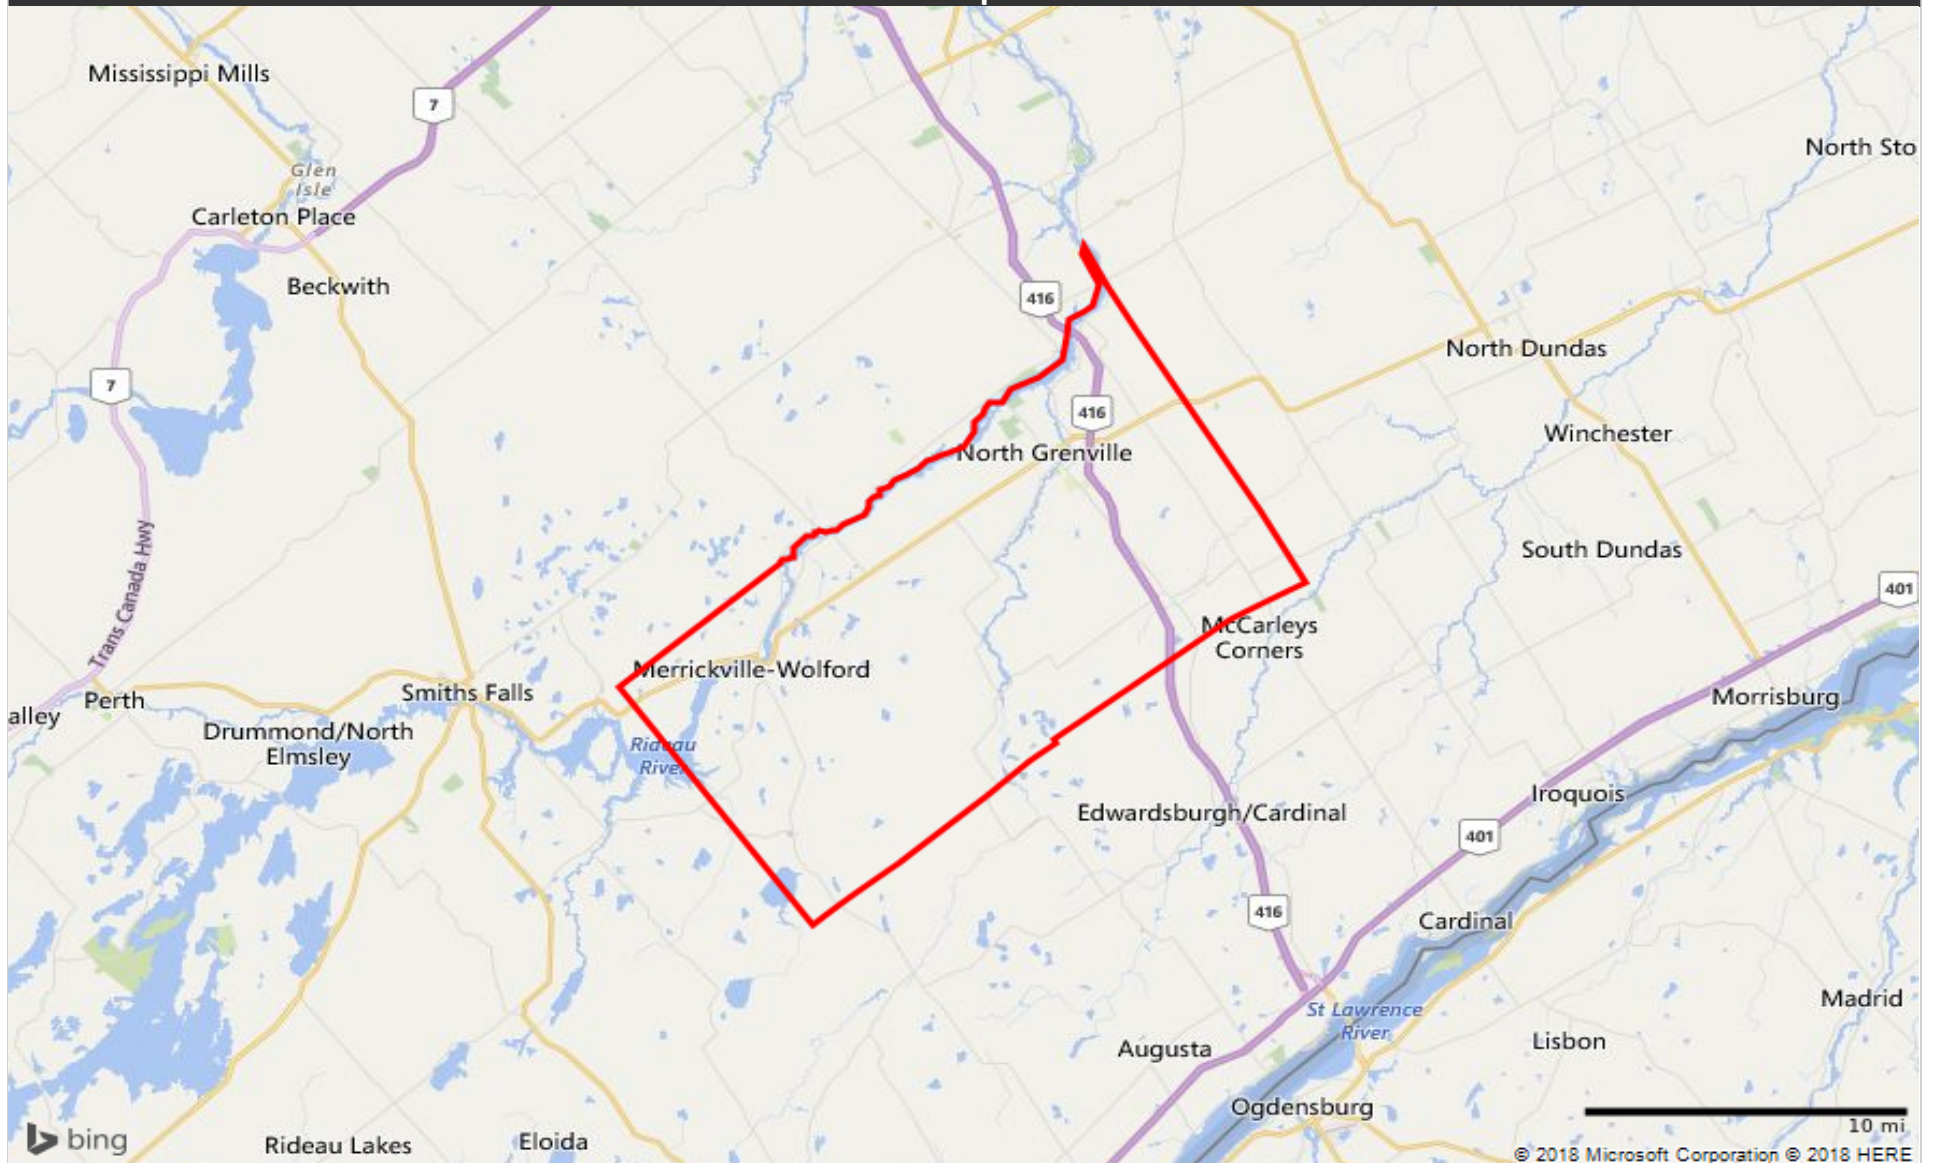 Mississippi Mills
7
North Sto
Glen
Isle
Carleton Place
Beckwith
416
7
North Dundas
416
Winchester
North Grenville
South Dundas
Trans Canada Hwy
401
McCarleys
Corners
Merrickville-Wolford
Smiths Falls
Perth
alley
Morrisburg
Drummond/North
Elmsley
Rideau
River
Iroquois
Edwardsburgh/Cardinal
401
416
Cardinal
Madrid
St Lawrence
River
Lisbon
Augusta
Ogdensburg
10 mi
bing
Rideau Lakes
Eloida
© 2018 Microsoft Corporation © 2018 HERE